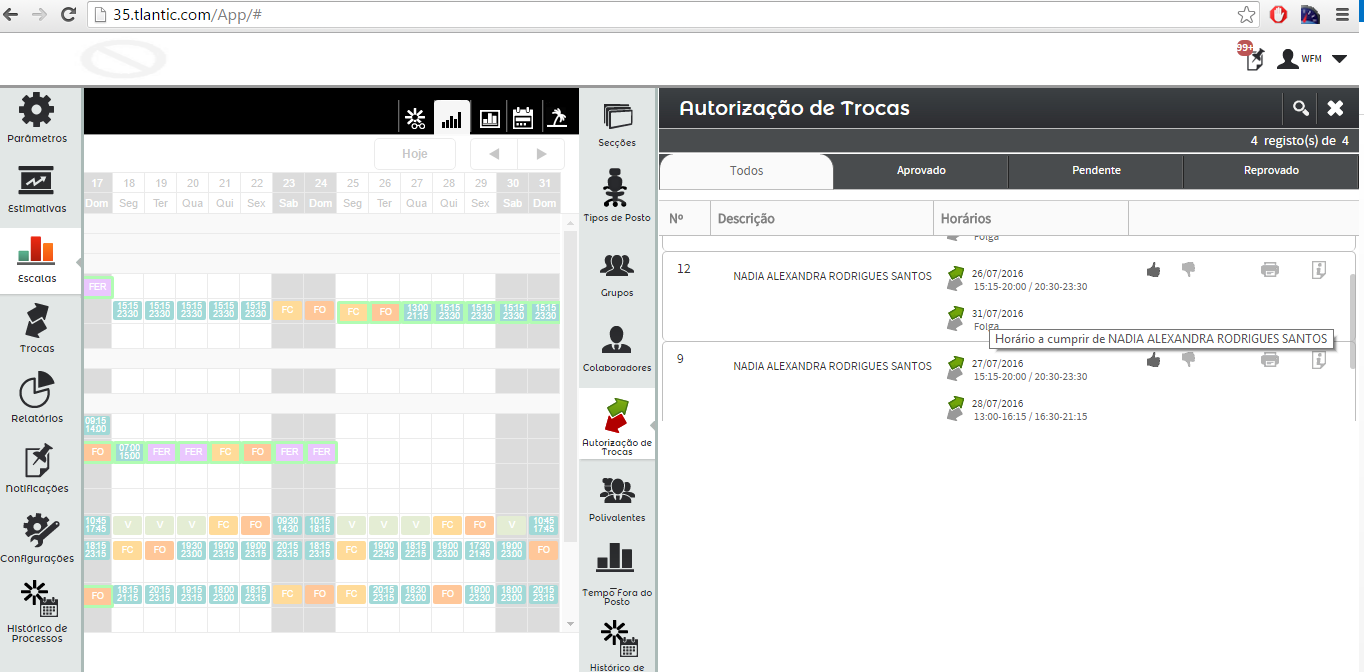 35.tlantic.com/App/#
99+
WFM
Parâmetros
Estimativas
Escalas
Trocas
Relatórios
Notificações
Configurações
Histórico de
Processos
Hoje
17 18 19 20 21 22 23 24 25 26 27 28 29 30 31
Dom Seg Ter Qua Qui Sex Sab Dom Seg Ter Qua Qui Sex Sab Dom
FER
15:15 15:15 15:15 15:15 15:15 FC FO FC FO 13:00 15:15 15:15 15:15 15:15
23:30 23:30 23:30 23:30 23:30 21:15 23:30 23:30 23:30 23:30
09:15
14:00
FO 07:00 FER FER FC FO FER FER
15:00
10:45 V V V FC FO 09:30 10:15 V V V FC FO V 10:45
17:45 14:30 18:15 17:45
18:15 FC FO 19:30 19:00 19:00 20:15 18:15 FC 19:00 18:15 19:00 17:30 19:00 FO
23:15 23:00 23:15 23:15 23:15 23:15 22:45 22:15 23:00 21:45 23:00
FO 18:15 20:15 19:15 18:00 18:15 FC FO FC 20:15 18:30 FO 19:00 18:00 20:15
21:15 23:15 23:15 23:00 23:15 23:15 23:00 23:30 23:00 23:15
Secções
Tipos de Posto
Grupos
Colaboradores
Autorização de
Trocas
Polivalentes
Tempo Fora do
Posto
Histórico de
Autorização de Trocas
4 registo(s) de 4
Todos Aprovado Pendente Reprovado
Nº Descrição Horários
Folga
12 NADIA ALEXANDRA RODRIGUES SANTOS 26/07/2016
15:15-20:00 / 20:30-23:30
31/07/2016
Folga
Horário a cumprir de NADIA ALEXANDRA RODRIGUES SANTOS
9 NADIA ALEXANDRA RODRIGUES SANTOS 27/07/2016
15:15-20:00 / 20:30-23:30
28/07/2016
13:00-16:15 / 16:30-21:15